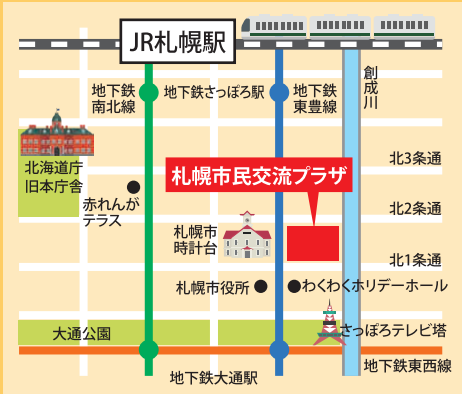 JR札幌駅
地下鉄
南北線
地下鉄さっぽろ駅
地下鉄
東豊線
創成川
北海道庁
旧本庁舎
赤れんが
テラス
札幌市民交流プラザ
北3条通
北2条通
札幌市
時計台
北1条通
札幌市役所
わくわくホリデーホール
大通公園
さっぽろテレビ塔
地下鉄大通駅
地下鉄東西線